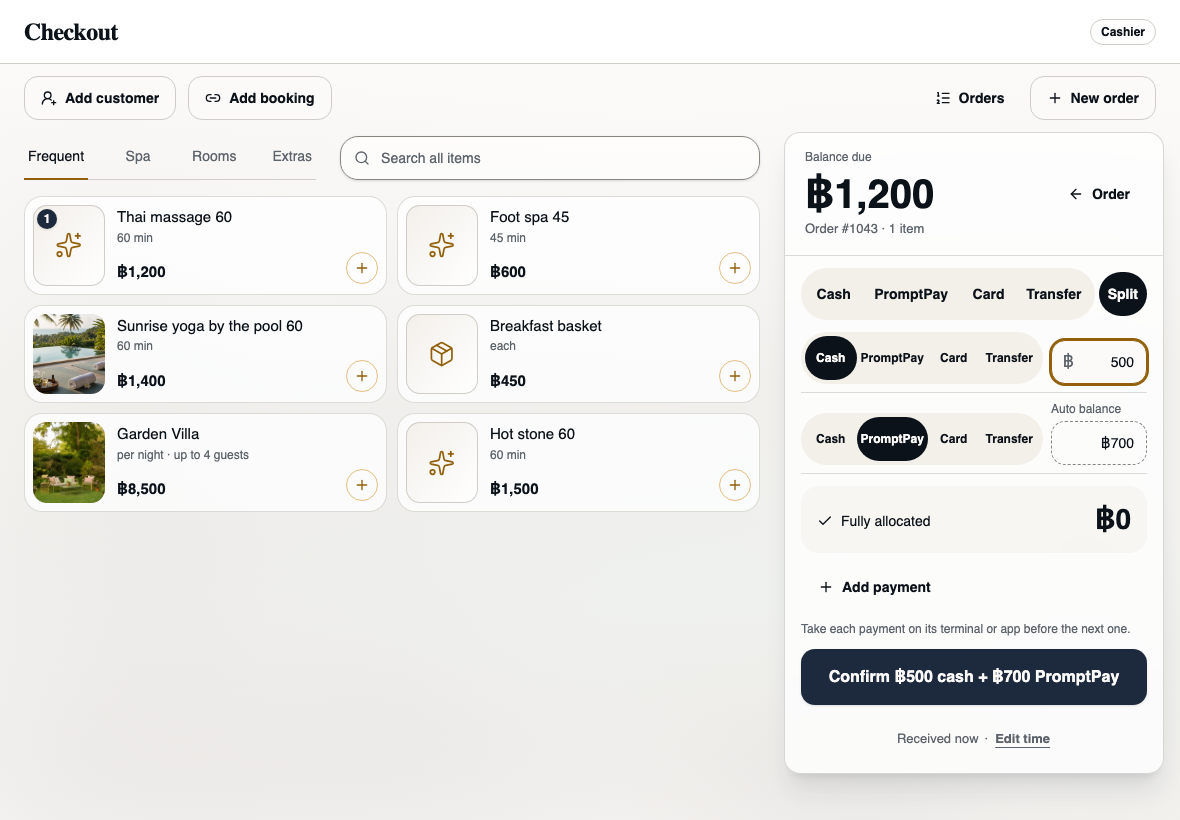 Checkout
Cashier
Add customer
Add booking
Orders
New order
Frequent
Spa
Rooms
Extras
Search all items
1
Thai massage 60
60 min
฿1,200
Foot spa 45
45 min
฿600
Sunrise yoga by the pool 60
60 min
฿1,400
Breakfast basket
each
฿450
Garden Villa
per night · up to 4 guests
฿8,500
Hot stone 60
60 min
฿1,500
Balance due
฿1,200
Order
Order #1043 · 1 item
Cash
PromptPay
Card
Transfer
Split
Cash
PromptPay
Card
Transfer
฿ 500
Auto balance
Cash
PromptPay
Card
Transfer
฿700
Fully allocated
฿0
Add payment
Take each payment on its terminal or app before the next one.
Confirm ฿500 cash + ฿700 PromptPay
Received now · Edit time